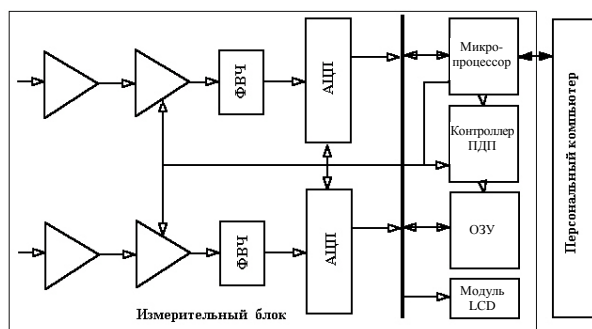 ФВЧ
АЦП
Микро-
процессор
Контроллер
ПДП
ФВЧ
АЦП
ОЗУ
Модуль
LCD
Измерительный блок
Персональный компьютер